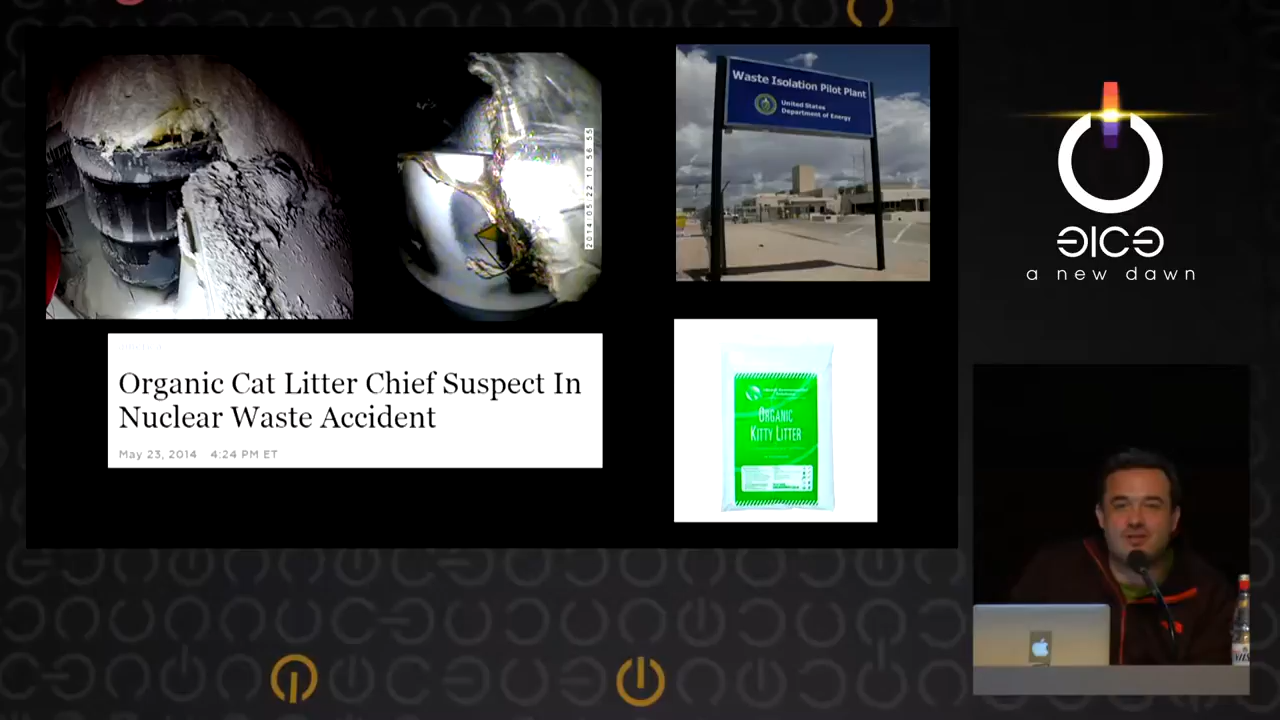 Waste Isolation Pilot Plant
United States
Department of Energy
2014:05:22 10:56:55
america
Organic Cat Litter Chief Suspect In
Nuclear Waste Accident
May 23, 2014 4:24 PM ET
ORGANIC
KITTY LITTER
a new dawn